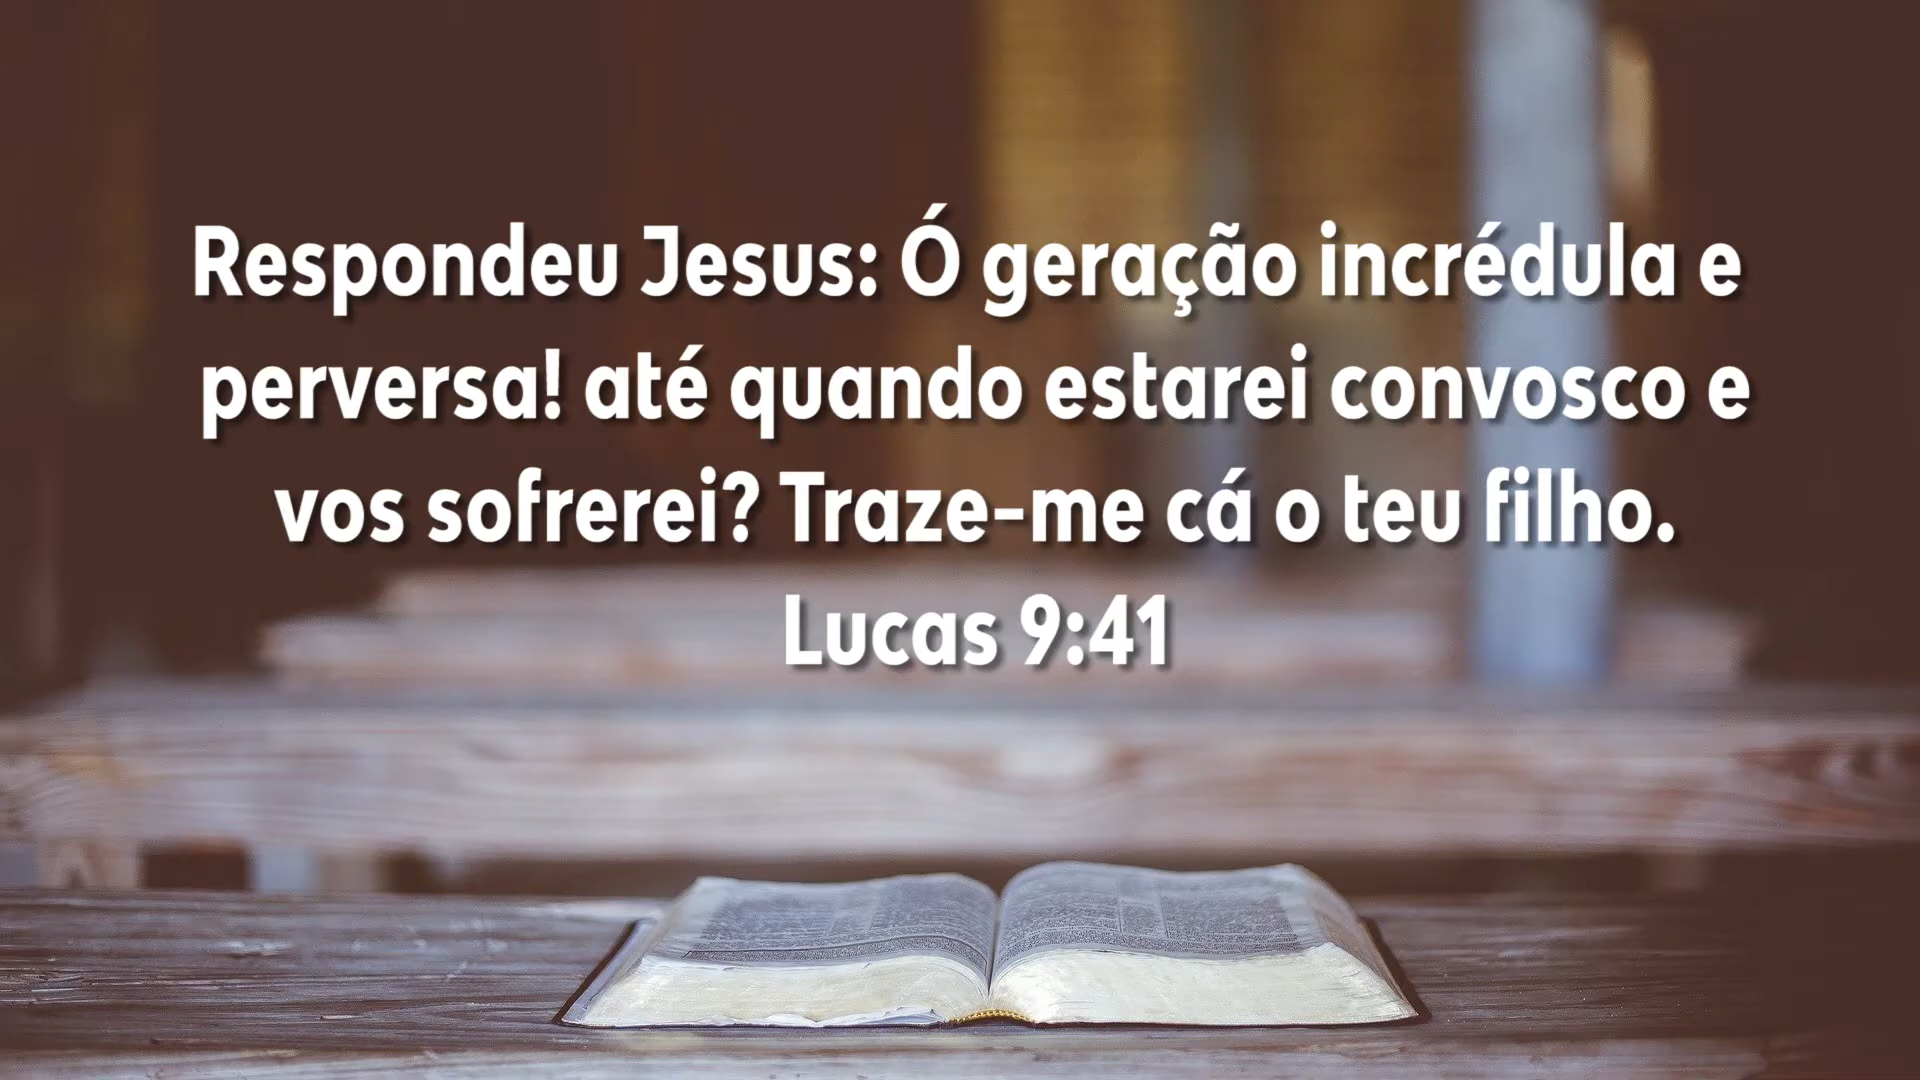 Respondeu Jesus: Ó geração incrédula e
perversa! até quando estarei convosco e
vos sofrerei? Traze-me cá o teu filho.
Lucas 9:41